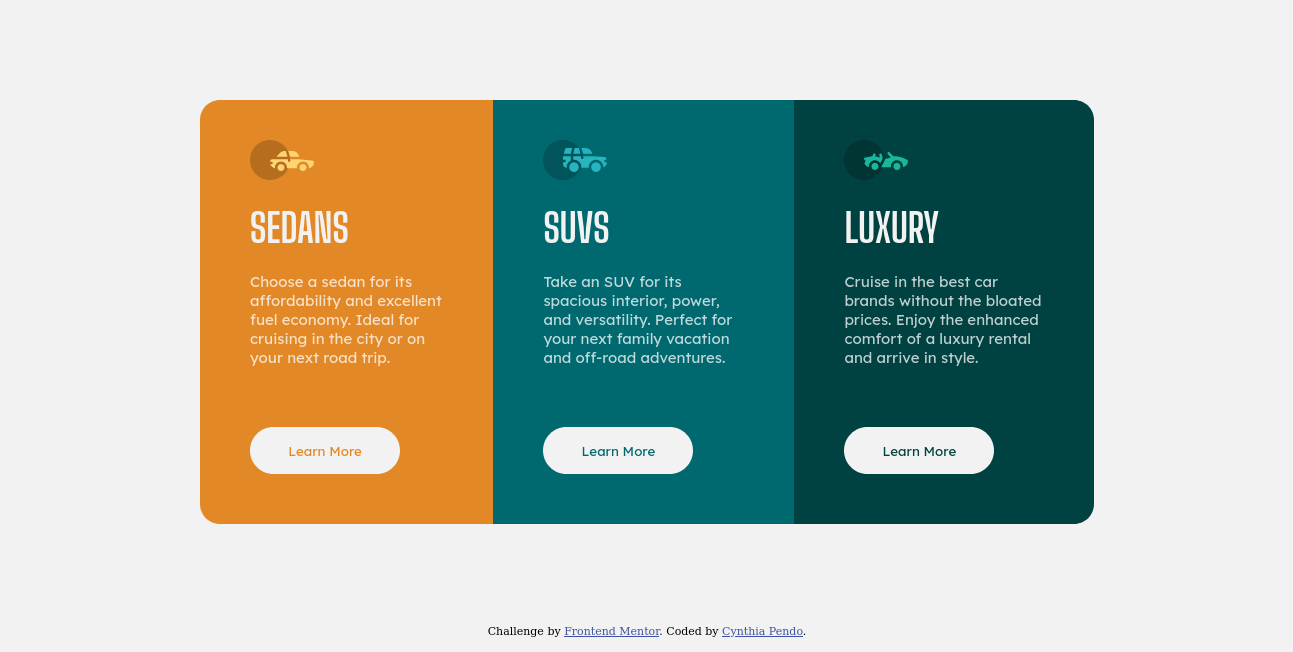 SEDANS
Choose a sedan for its
affordability and excellent
fuel economy. Ideal for
cruising in the city or on
your next road trip.
Learn More
SUVS
Take an SUV for its
spacious interior, power,
and versatility. Perfect for
your next family vacation
and off-road adventures.
Learn More
LUXURY
Cruise in the best car
brands without the bloated
prices. Enjoy the enhanced
comfort of a luxury rental
and arrive in style.
Learn More
Challenge by Frontend Mentor. Coded by Cynthia Pendo.